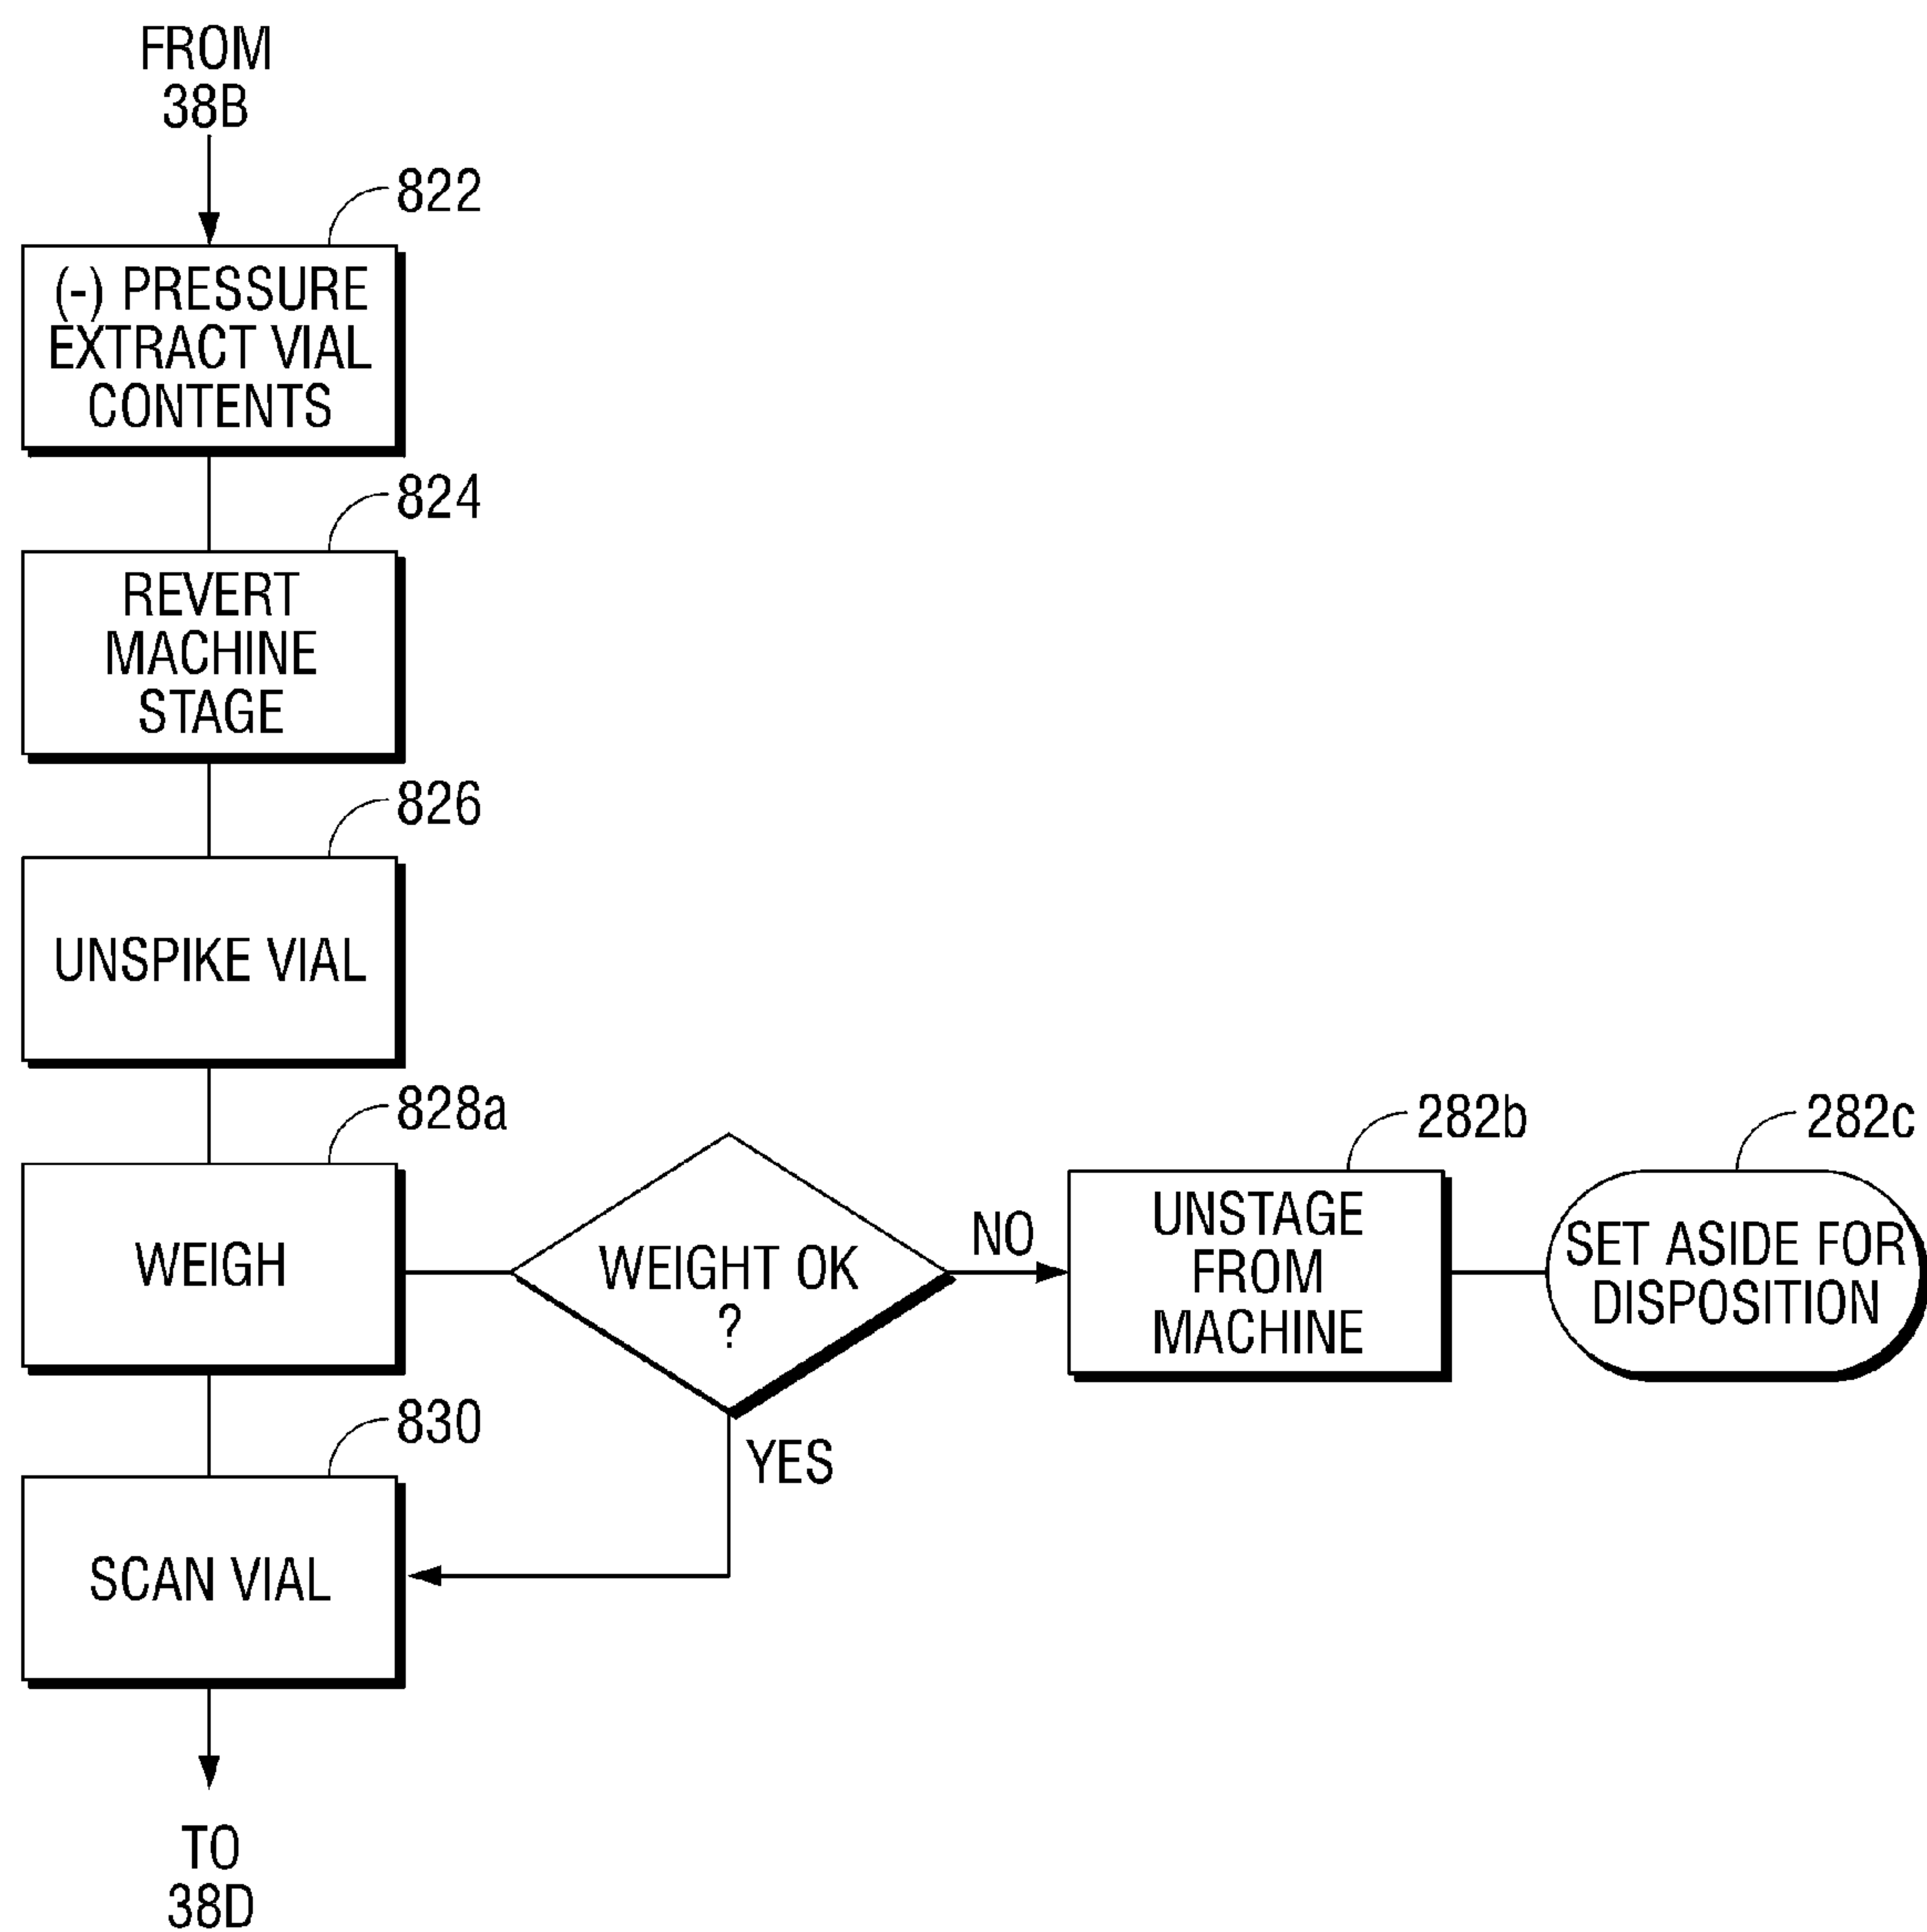 FROM
38B
822
(-) PRESSURE
EXTRACT VIAL
CONTENTS
824
REVERT
MACHINE
STAGE
826
UNSPIKE VIAL
828a
WEIGH
WEIGHT OK
?
NO
282b
UNSTAGE
FROM
MACHINE
282c
SET ASIDE FOR
DISPOSITION
YES
830
SCAN VIAL
TO
38D